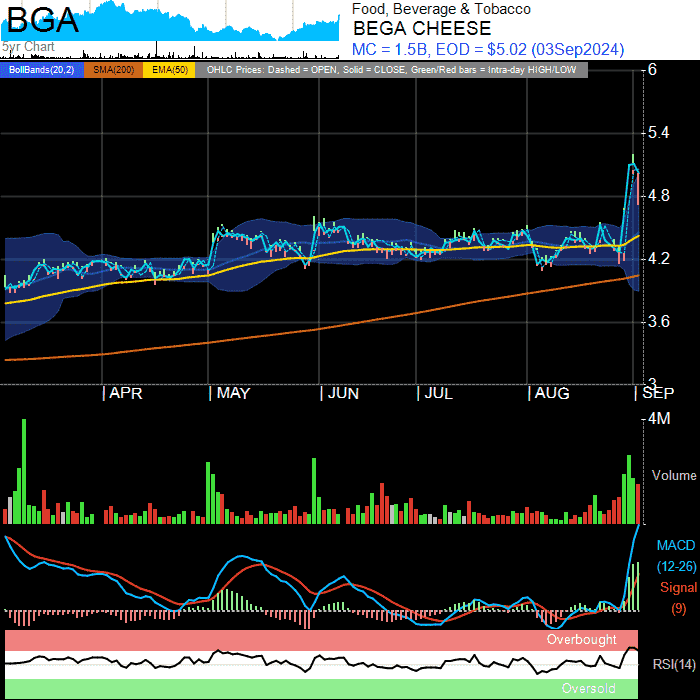 BGA
5yr Chart
Food, Beverage & Tobacco
BEGA CHEESE
MC = 1.5B, EOD = $5.02 (03Sep2024)
BollBands(20,2) SMA(200) EMA(50) OHLC Prices: Dashed = OPEN, Solid = CLOSE, Green/Red bars = Intra-day HIGH/LOW
6
5.4
4.8
4.2
3.6
3
APR MAY JUN JUL AUG SEP
4M
Volume
MACD
(12-26)
Signal
(9)
Overbought
RSI(14)
Oversold